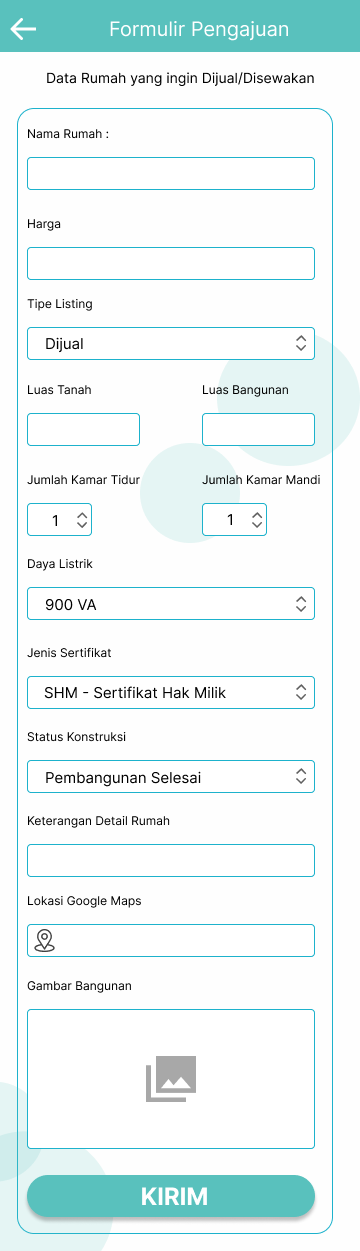 Formulir Pengajuan
Data Rumah yang ingin Dijual/Disewakan
Nama Rumah :
Harga
Tipe Listing
Dijual
Luas Tanah
Luas Bangunan
Jumlah Kamar Tidur
Jumlah Kamar Mandi
1
1
Daya Listrik
900 VA
Jenis Sertifikat
SHM - Sertifikat Hak Milik
Status Konstruksi
Pembangunan Selesai
Keterangan Detail Rumah
Lokasi Google Maps
Gambar Bangunan
KIRIM